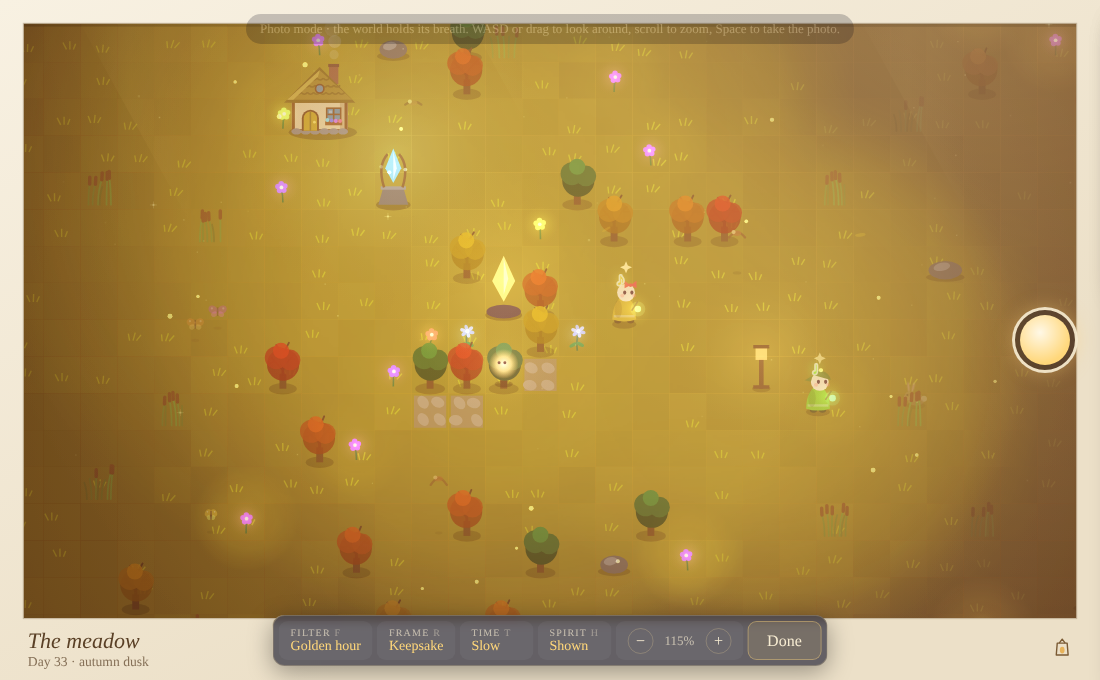 Photo mode · the world holds its breath. WASD or drag to look around, scroll to zoom, Space to take the photo.
The meadow
Day 33 · autumn dusk
FILTER F
Golden hour
FRAME R
Keepsake
TIME T
Slow
SPIRIT H
Shown
− 115% +
Done